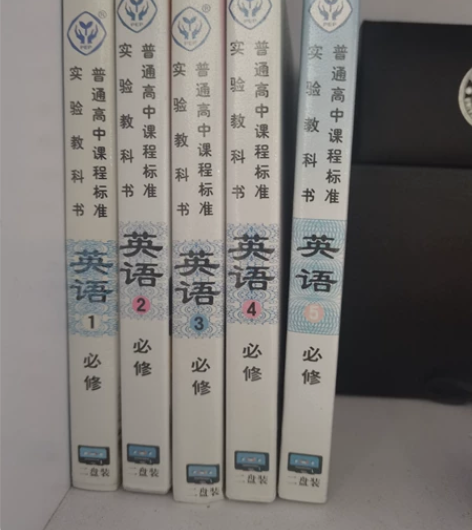 普通高中课程标准
实验教科书
英语
1
必修
二盘装
普通高中课程标准
实验教科书
英语
2
必修
二盘装
普通高中课程标准
实验教科书
英语
3
必修
二盘装
普通高中课程标准
实验教科书
英语
4
必修
二盘装
普通高中课程标准
实验教科书
英语
5
必修
二盘装